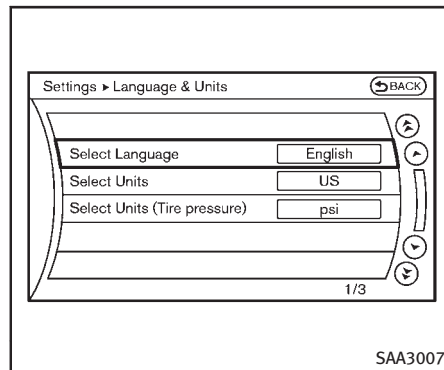 Settings ▸ Language & Units BACK
Select Language English
Select Units US
Select Units (Tire pressure) psi
1/3
SAA3007